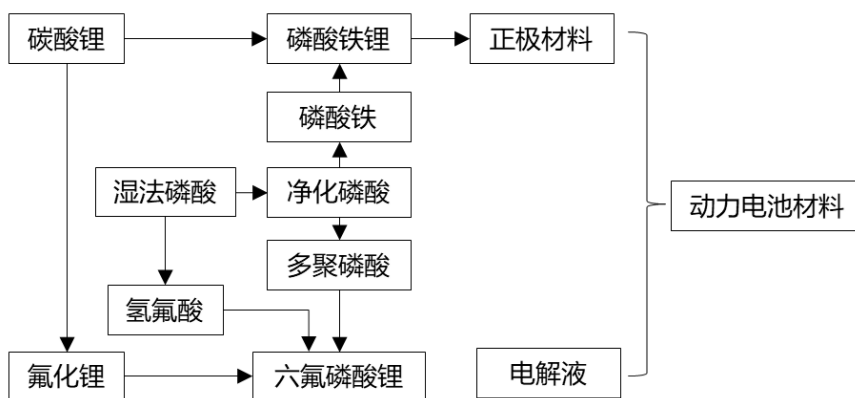 碳酸锂
磷酸铁锂
正极材料
磷酸铁
湿法磷酸
净化磷酸
动力电池材料
多聚磷酸
氢氟酸
氟化锂
六氟磷酸锂
电解液